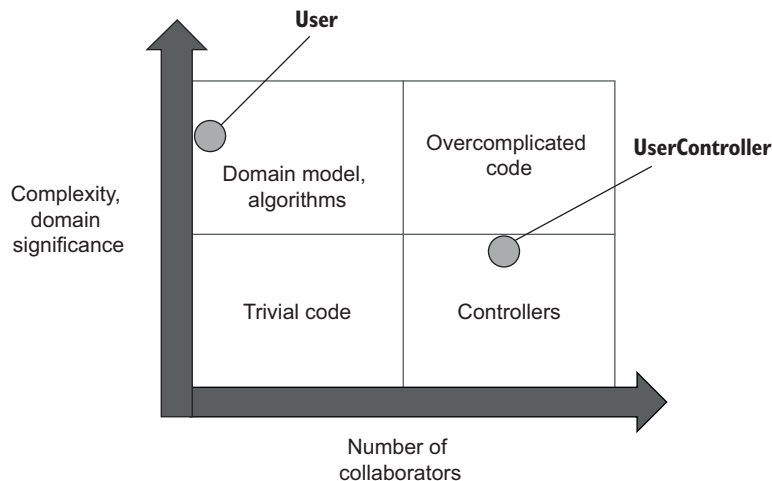 User
UserController
Overcomplicated
code
Domain model,
algorithms
Complexity,
domain
significance
Trivial code
Controllers
Number of
collaborators